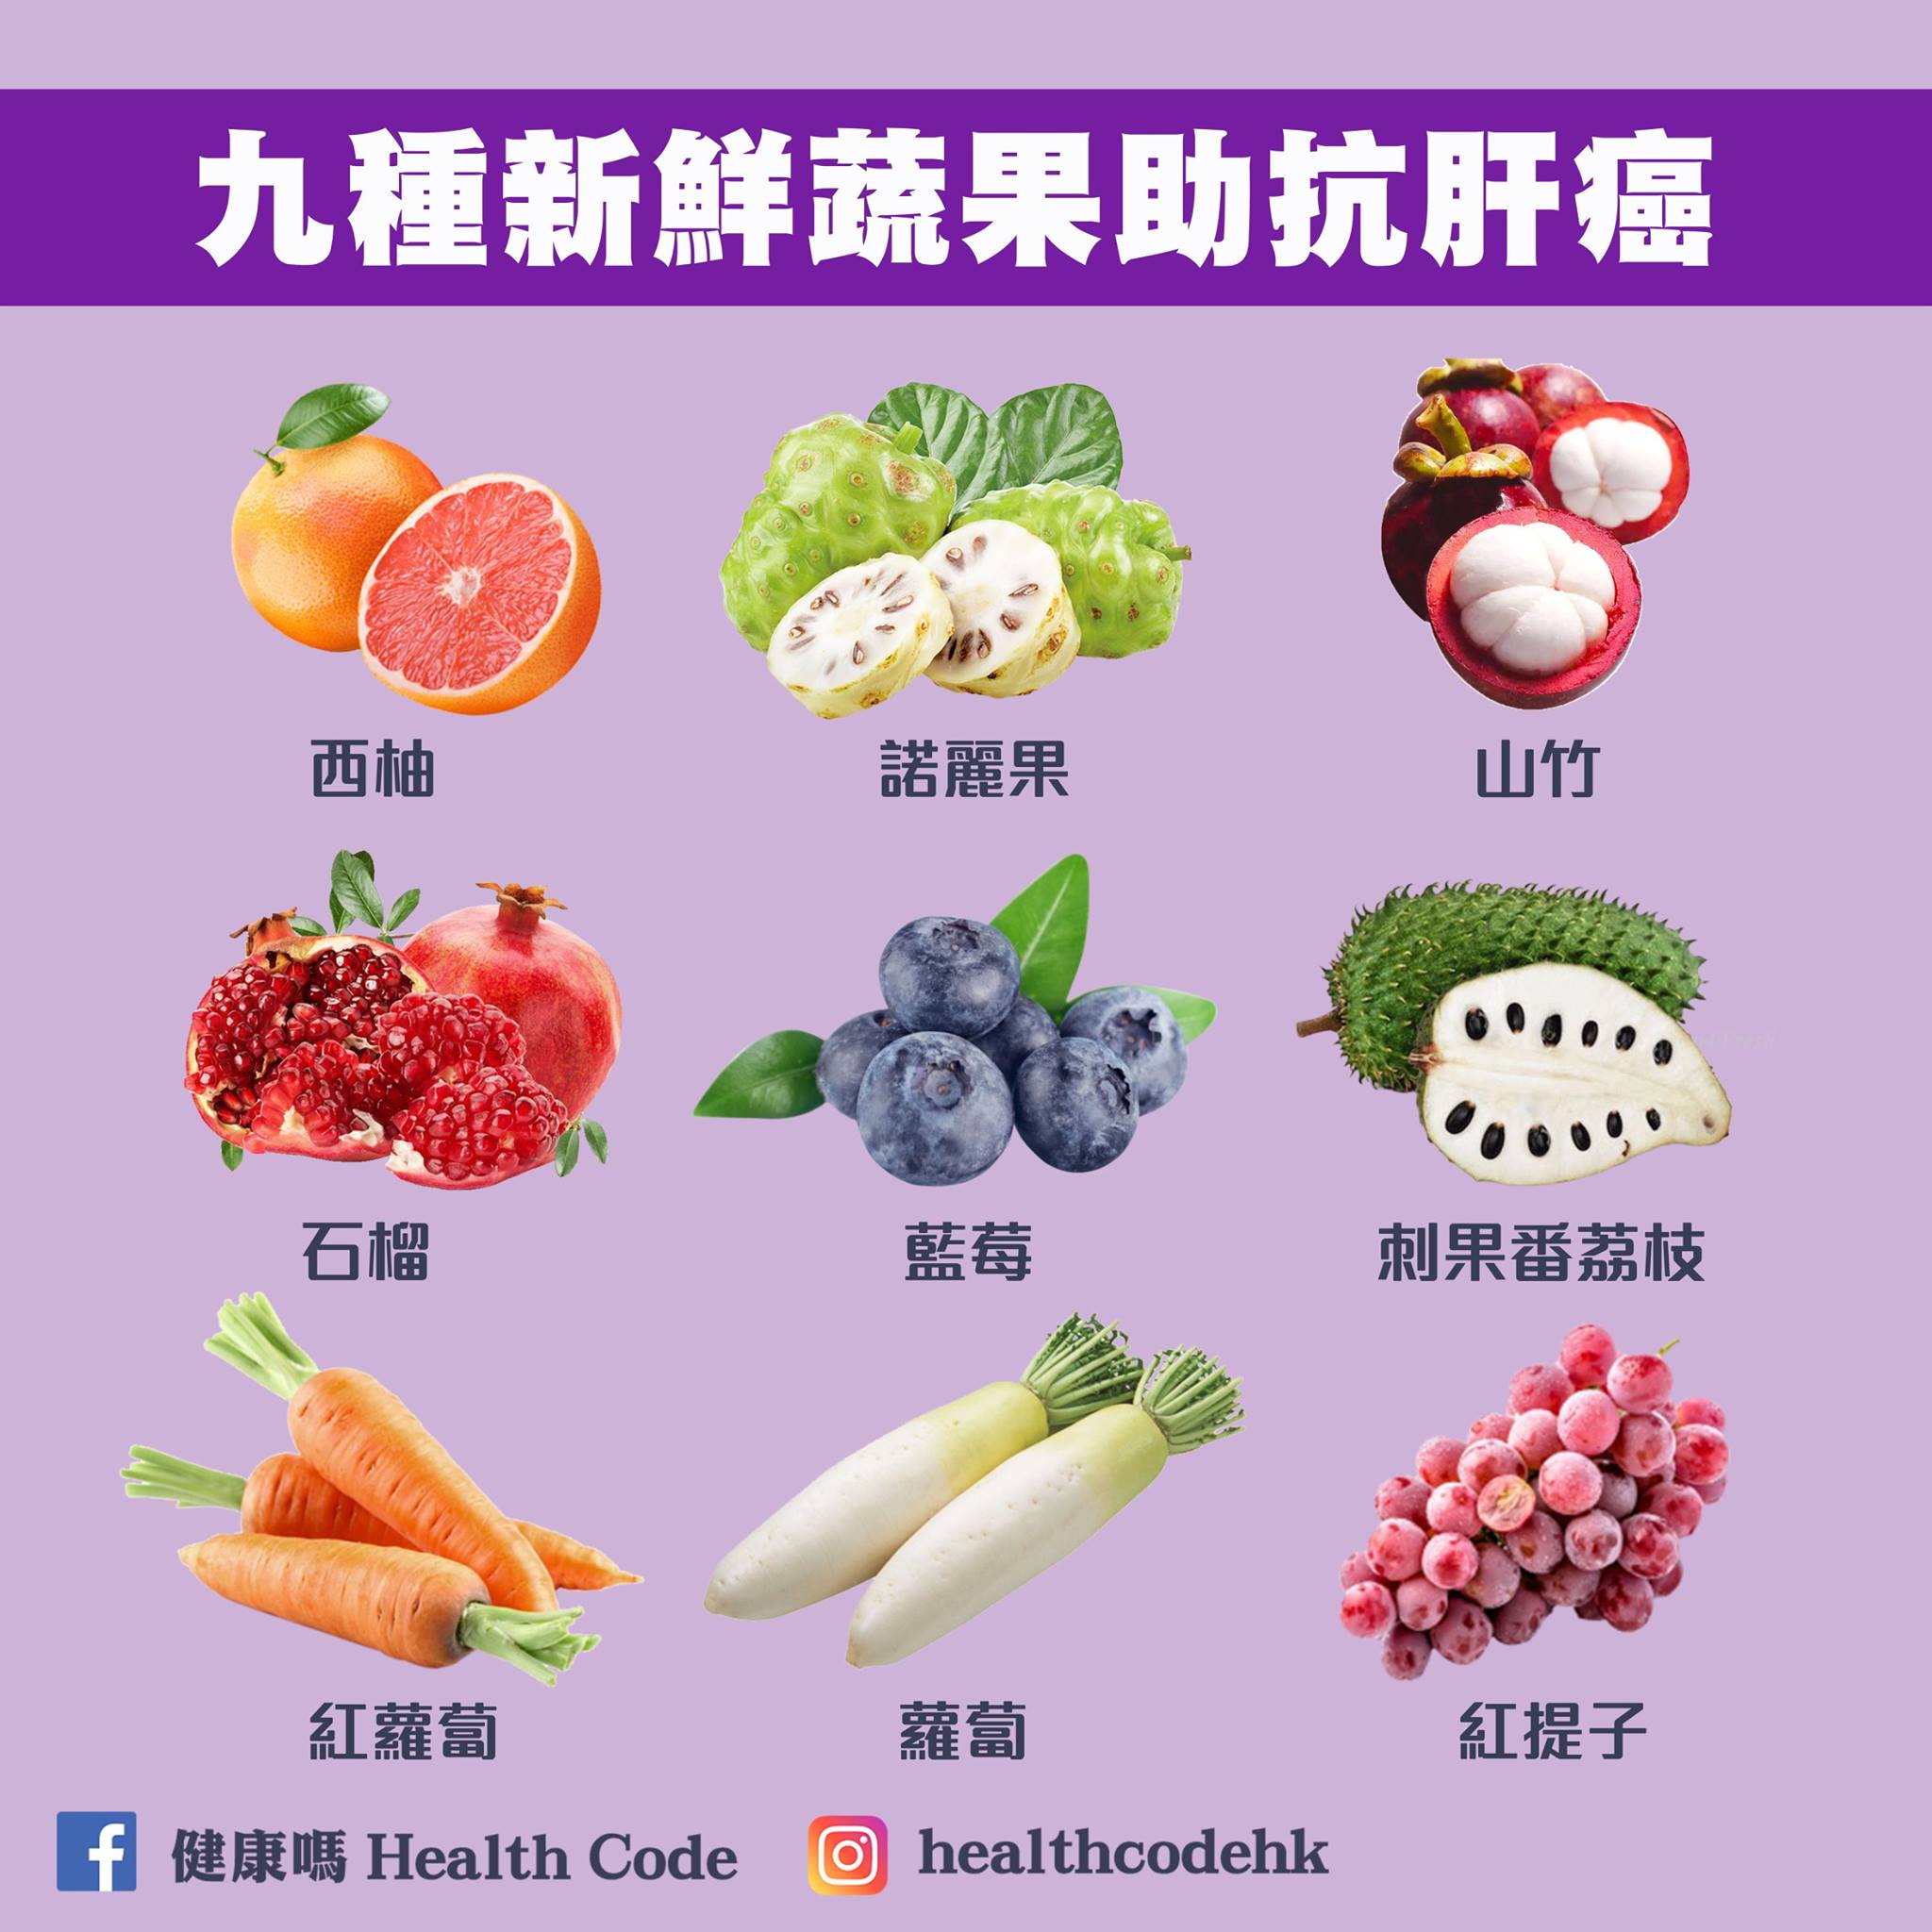 九種新鮮蔬果助抗肝癌
西柚
諾麗果
山竹
石榴
藍莓
刺果番荔枝
紅蘿蔔
蘿蔔
紅提子
健康嗎 Health Code
healthcodehk